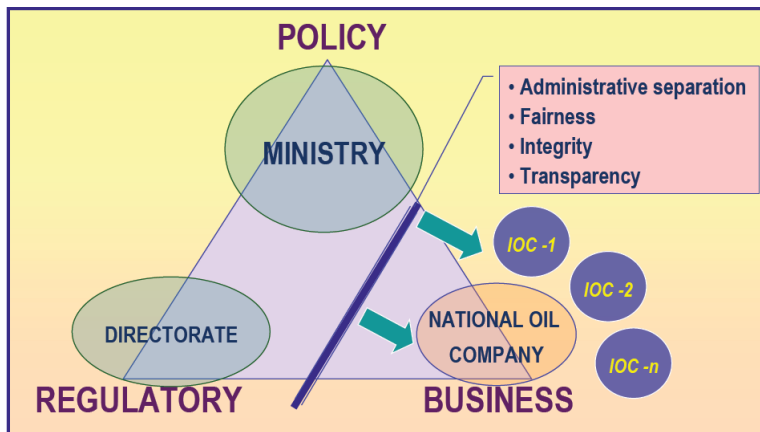 POLICY
MINISTRY
• Administrative separation
• Fairness
• Integrity
• Transparency
IOC -1
IOC -2
IOC -n
DIRECTORATE
NATIONAL OIL
COMPANY
REGULATORY
BUSINESS